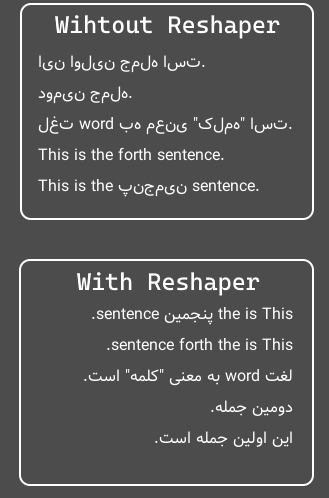 Wihtout Reshaper
این اولین جمله است.
دومین جمله.
لغت word به معنی "کلمه" است.
This is the forth sentence.
This is the پنجمین sentence.
With Reshaper
.sentence پنجمین the is This
.sentence forth the is This
لغت word به معنی "کلمه" است.
دومین جمله.
این اولین جمله است.